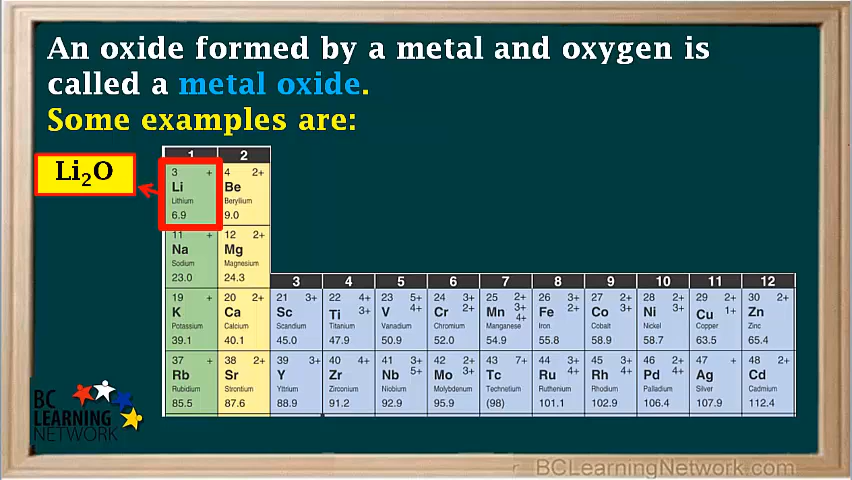 An oxide formed by a metal and oxygen is
called a metal oxide.
Some examples are:
Li₂O
1 2
3 + 4 2+
Li Be
Lithium Beryllium
6.9 9.0
11 + 12 2+
Na Mg
Sodium Magnesium
23.0 24.3
3 4 5 6 7 8 9 10 11 12
19 + 20 2+ 21 3+ 22 4+ 23 5+ 24 3+ 25 2+ 26 3+ 27 2+ 28 2+ 29 2+ 30 2+
K Ca Sc Ti 3+ V 4+ Cr 2+ Mn 3+ 4+ Fe 2+ Co 3+ Ni 3+ Cu 1+ Zn
Potassium Calcium Scandium Titanium Vanadium Chromium Manganese Iron Cobalt Nickel Copper Zinc
39.1 40.1 45.0 47.9 50.9 52.0 54.9 55.8 58.9 58.7 63.5 65.4
37 + 38 2+ 39 3+ 40 4+ 41 3+ 42 2+ 43 7+ 44 3+ 45 3+ 46 2+ 47 + 48 2+
Rb Sr Y Zr Nb 5+ Mo 3+ Tc Ru 4+ Rh 4+ Pd 4+ Ag Cd
Rubidium Strontium Yttrium Zirconium Niobium Molybdenum Technetium Ruthenium Rhodium Palladium Silver Cadmium
85.5 87.6 88.9 91.2 92.9 95.9 (98) 101.1 102.9 106.4 107.9 112.4
BC
LEARNING
NETWORK
BCLearningNetwork.com